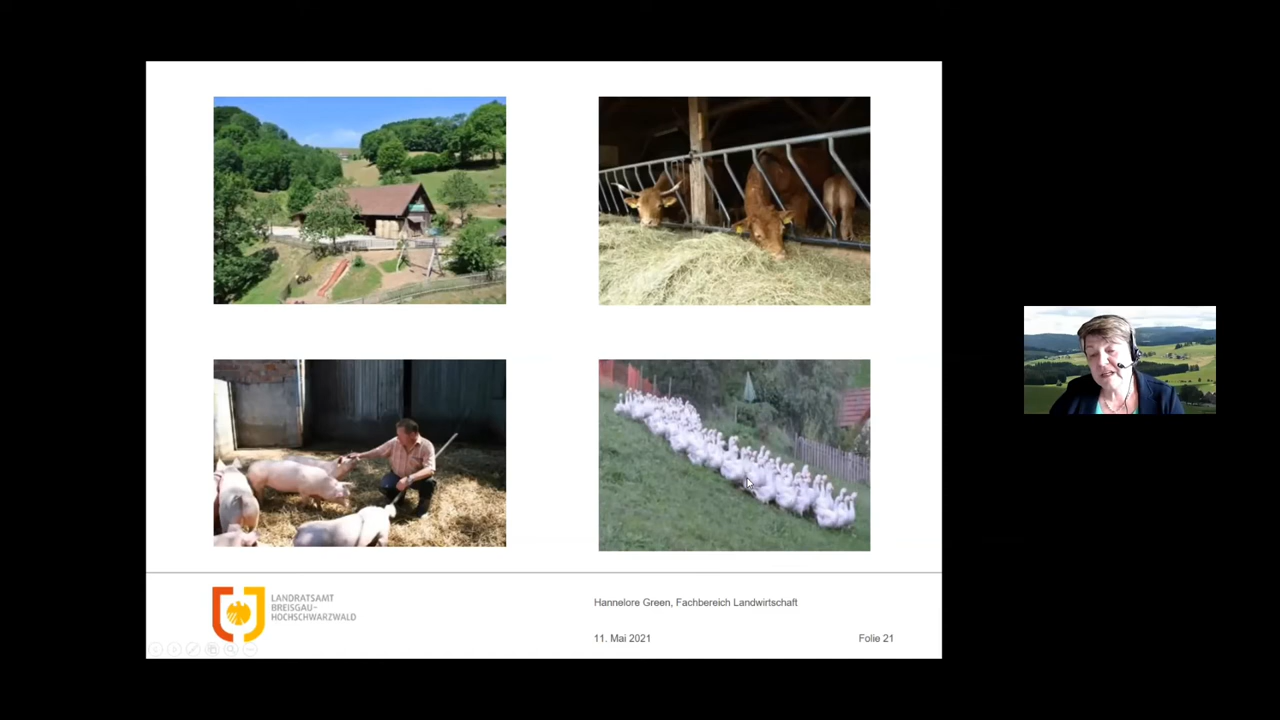 LANDRATSAMT
BREISGAU-
HOCHSCHWARZWALD
Hannelore Green, Fachbereich Landwirtschaft
11. Mai 2021
Folie 21